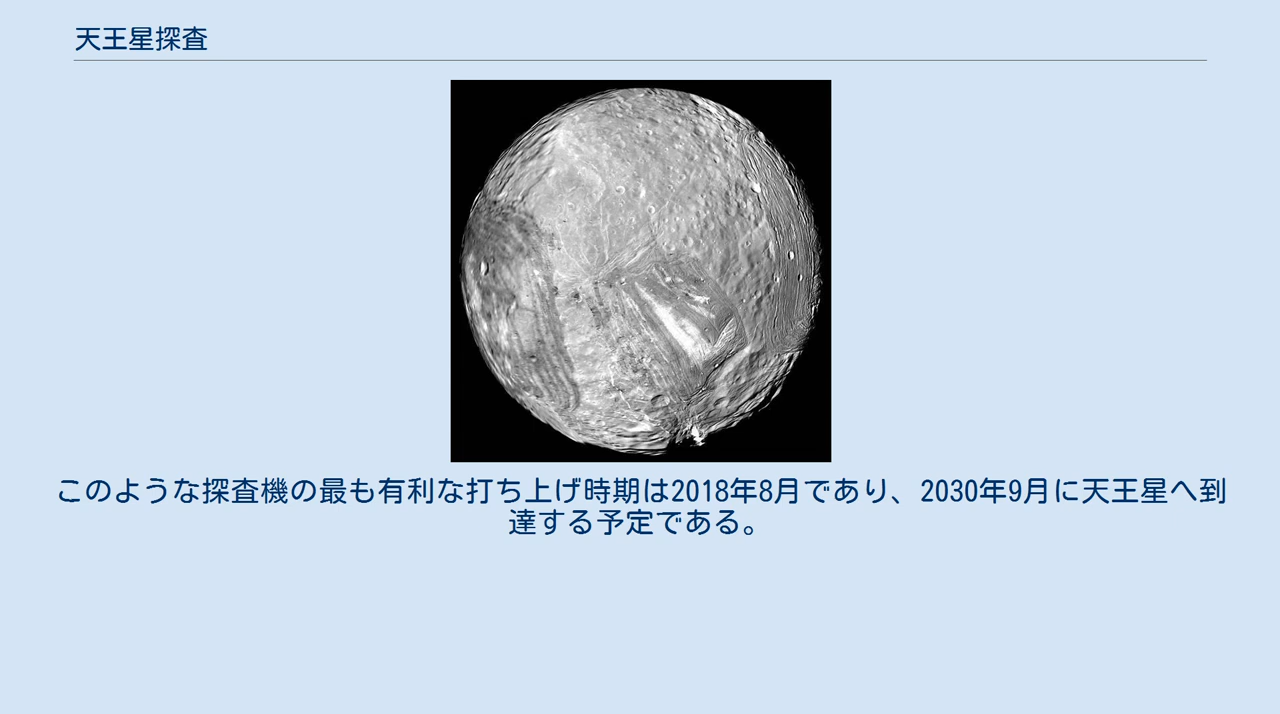 天王星探査
このような探査機の最も有利な打ち上げ時期は2018年8月であり、2030年9月に天王星へ到
達する予定である。